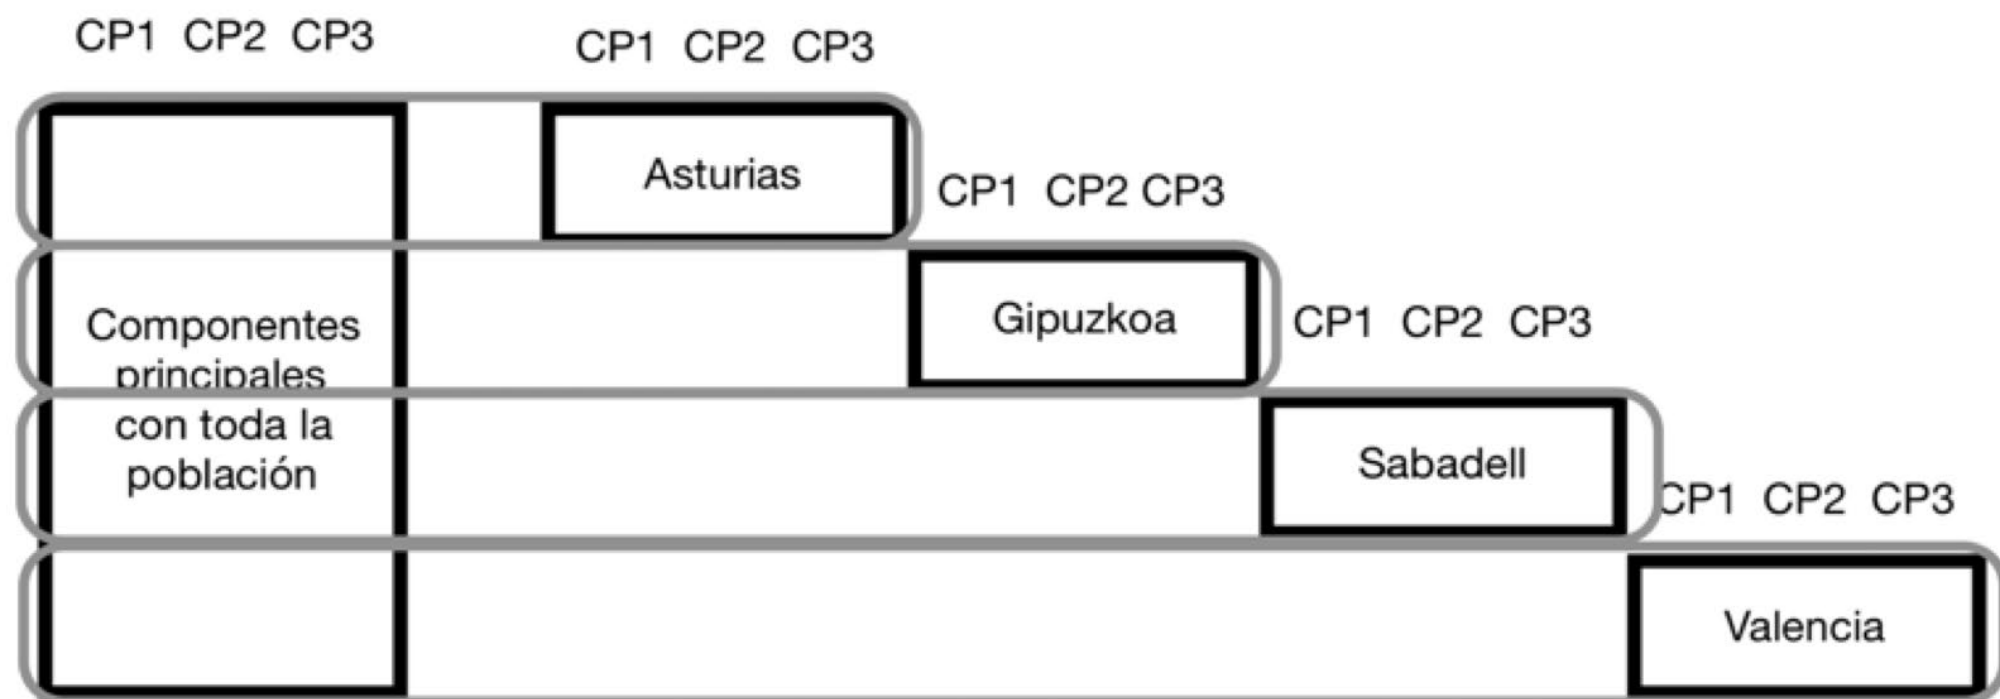 CP1 CP2 CP3
CP1 CP2 CP3
Asturias
CP1 CP2 CP3
Gipuzkoa
CP1 CP2 CP3
Componentes
principales
con toda la
población
Sabadell
CP1 CP2 CP3
Valencia